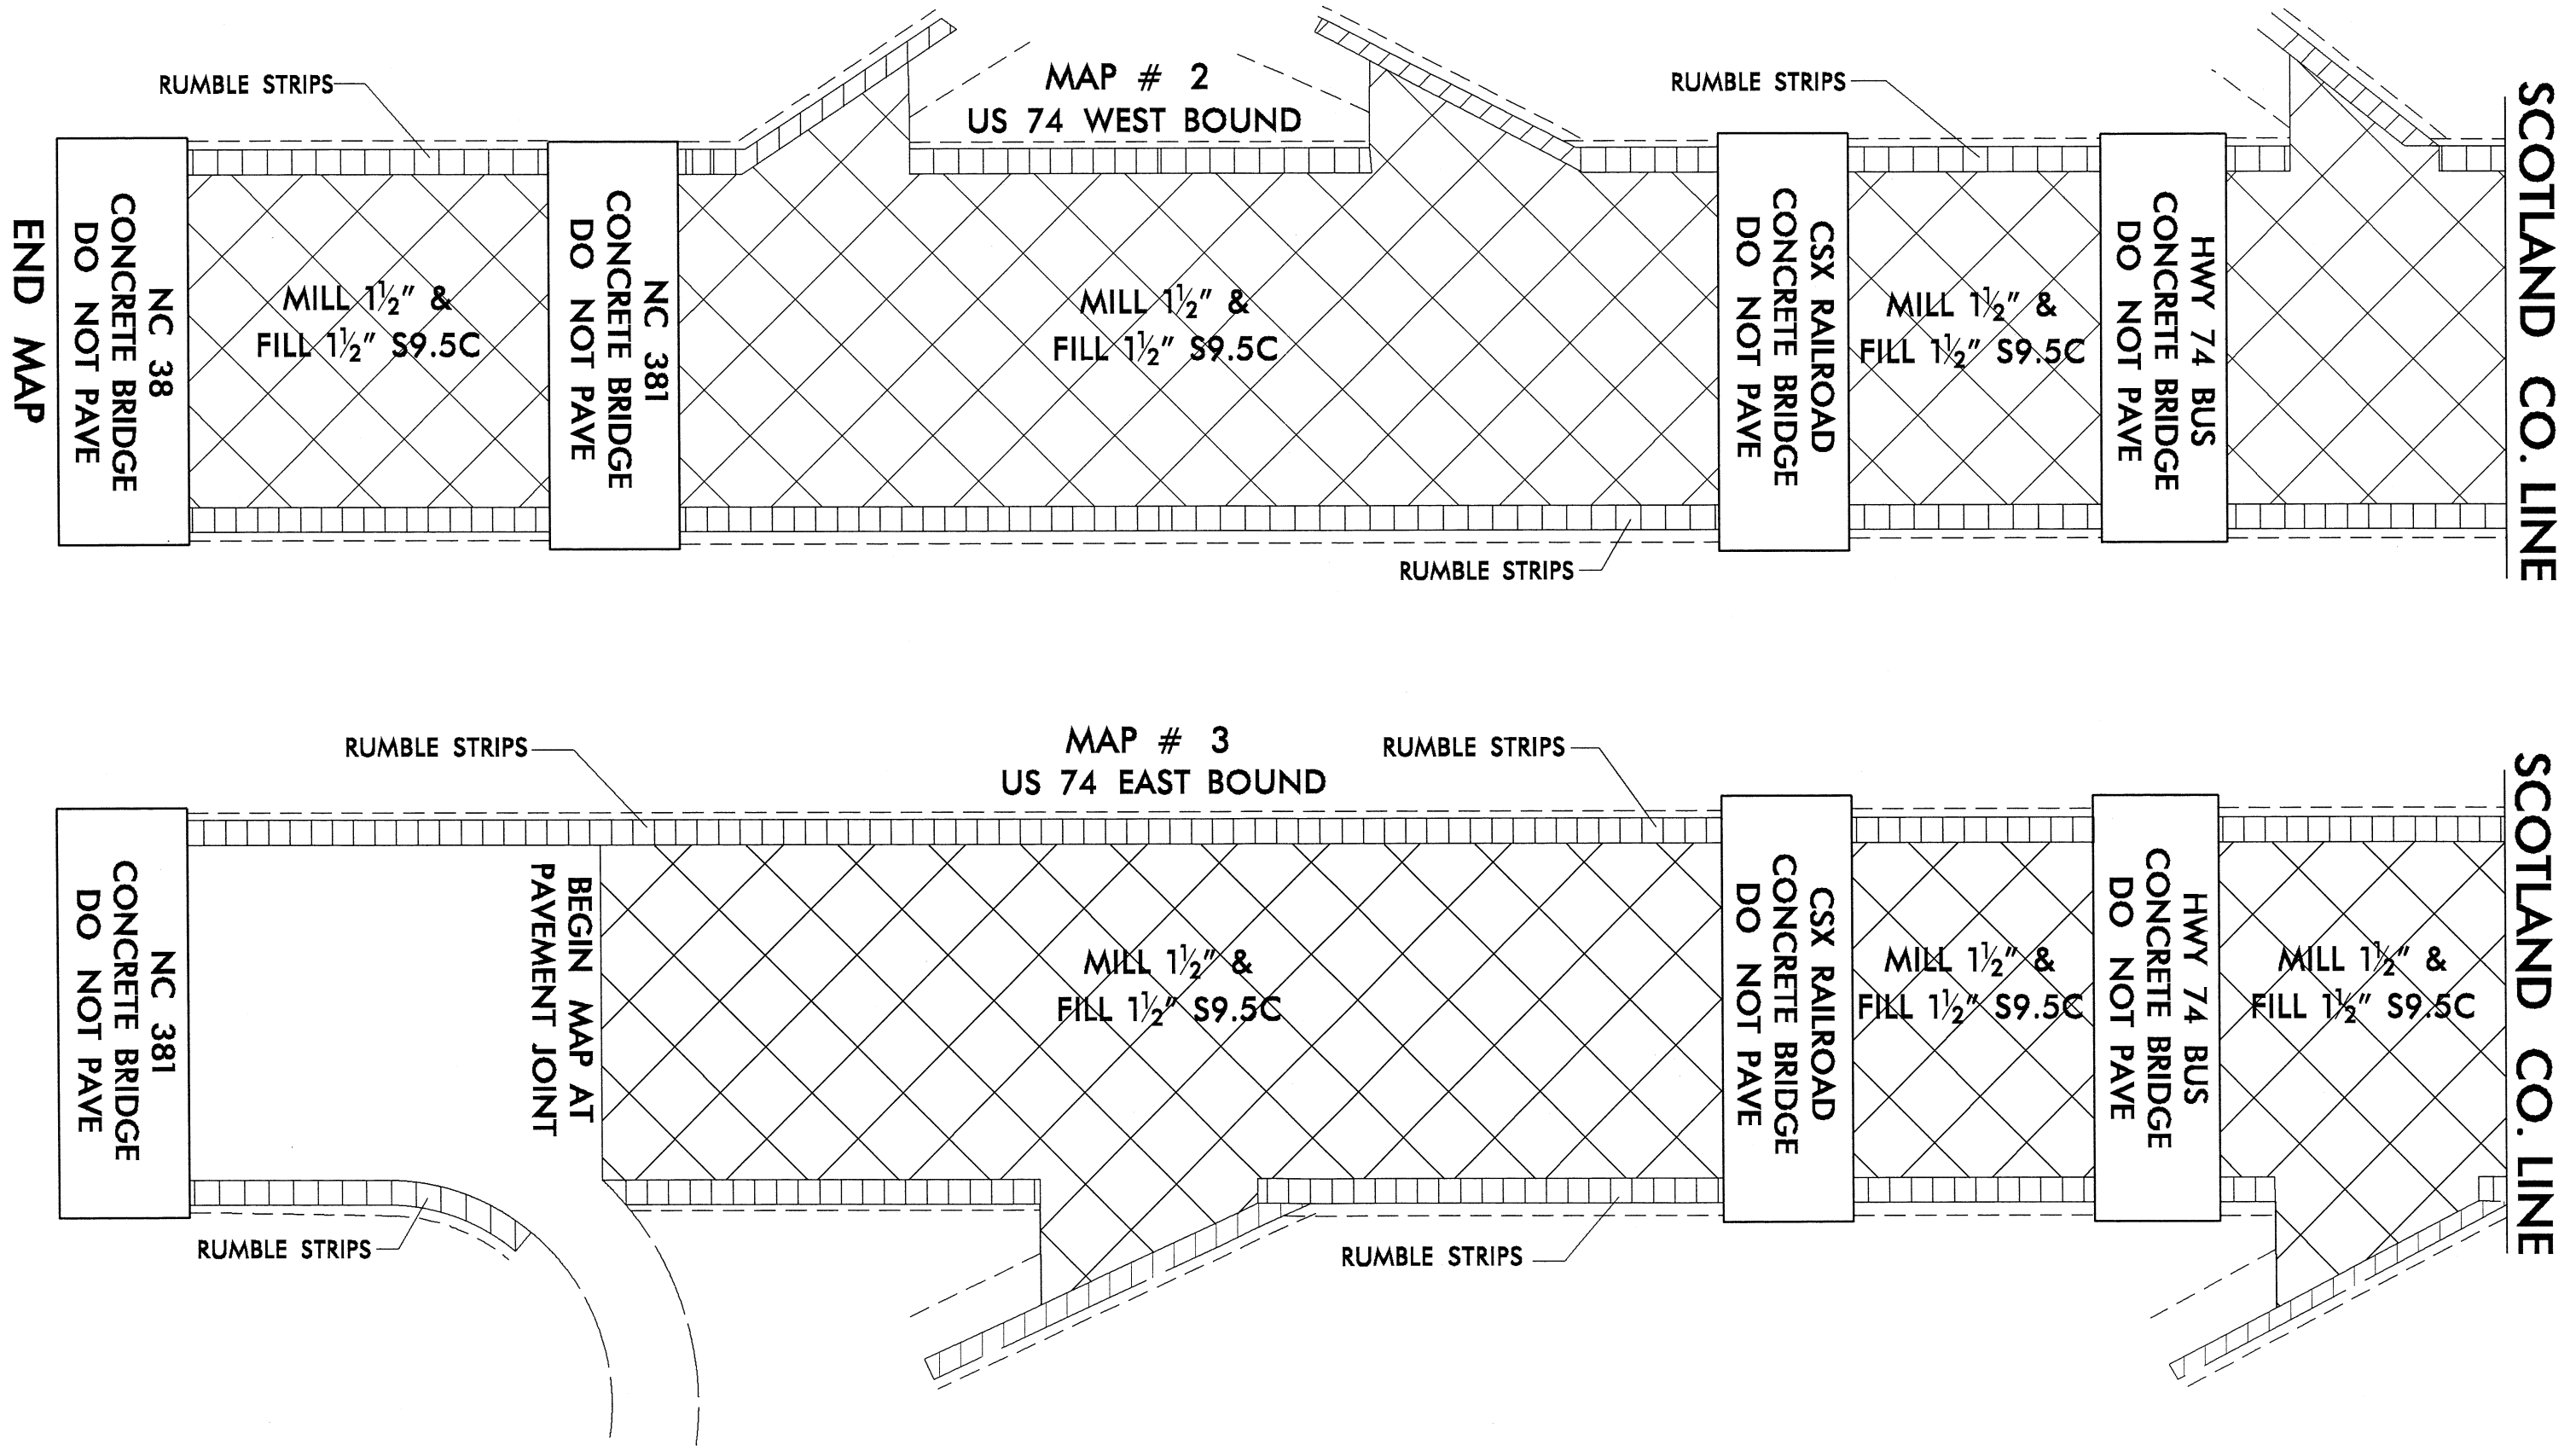 MAP # 2
US 74 WEST BOUND
RUMBLE STRIPS
RUMBLE STRIPS
END MAP
NC 38
CONCRETE BRIDGE
DO NOT PAVE
MILL 1½" &
FILL 1½" S9.5C
NC 381
CONCRETE BRIDGE
DO NOT PAVE
MILL 1½" &
FILL 1½" S9.5C
CSX RAILROAD
CONCRETE BRIDGE
DO NOT PAVE
MILL 1½" &
FILL 1½" S9.5C
HWY 74 BUS
CONCRETE BRIDGE
DO NOT PAVE
SCOTLAND CO. LINE
RUMBLE STRIPS
MAP # 3
US 74 EAST BOUND
RUMBLE STRIPS
RUMBLE STRIPS
NC 381
CONCRETE BRIDGE
DO NOT PAVE
BEGIN MAP AT
PAVEMENT JOINT
MILL 1½" &
FILL 1½" S9.5C
CSX RAILROAD
CONCRETE BRIDGE
DO NOT PAVE
MILL 1½" &
FILL 1½" S9.5C
HWY 74 BUS
CONCRETE BRIDGE
DO NOT PAVE
MILL 1½" &
FILL 1½" S9.5C
SCOTLAND CO. LINE
RUMBLE STRIPS
RUMBLE STRIPS